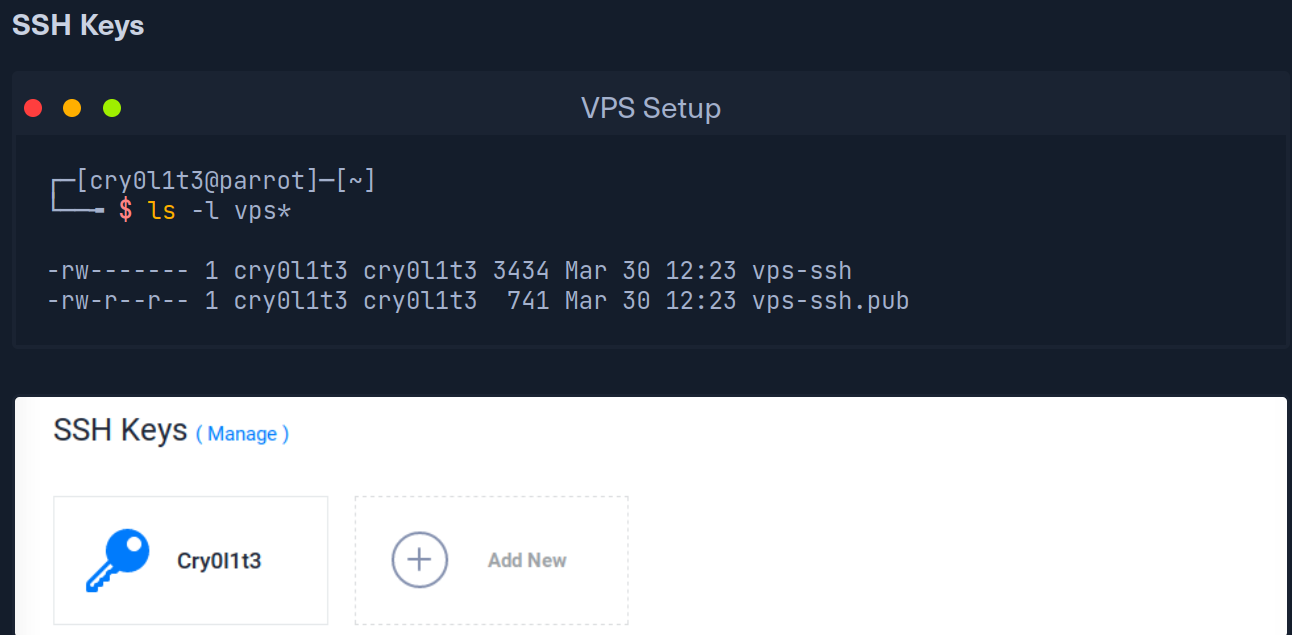 SSH Keys
VPS Setup
┌─[cry0l1t3@parrot]─[~]
└──╼ $ ls -l vps*
-rw------- 1 cry0l1t3 cry0l1t3 3434 Mar 30 12:23 vps-ssh
-rw-r--r-- 1 cry0l1t3 cry0l1t3  741 Mar 30 12:23 vps-ssh.pub
SSH Keys ( Manage )
Cry0l1t3
Add New